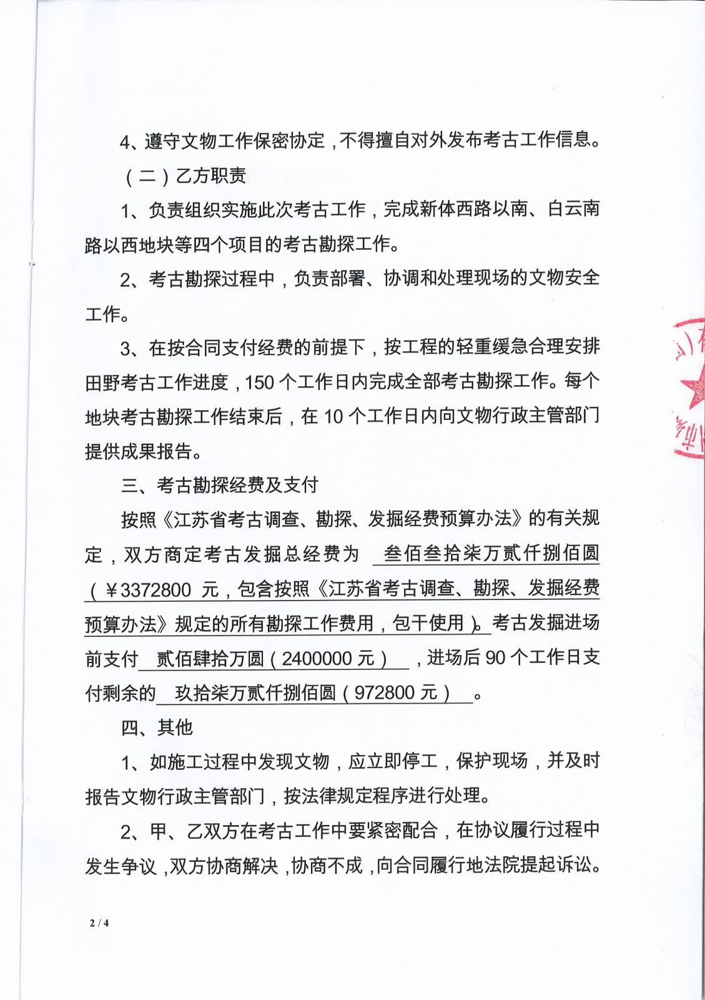 4、遵守文物工作保密协定,不得擅自对外发布考古工作信息。
(二)乙方职责
1、负责组织实施此次考古工作,完成新体西路以南、白云南
路以西地块等四个项目的考古勘探工作。
2、考古勘探过程中,负责部署、协调和处理现场的文物安全
工作。
3、在按合同支付经费的前提下,按工程的轻重缓急合理安排
田野考古工作进度,150个工作日内完成全部考古勘探工作。每个
地块考古勘探工作结束后,在10个工作日内向文物行政主管部门
提供成果报告。
三、考古勘探经费及支付
按照《江苏省考古调查、勘探、发掘经费预算办法》的有关规
定,双方商定考古发掘总经费为 叁佰叁拾柒万贰仟捌佰圆
(¥3372800 元,包含按照《江苏省考古调查、勘探、发掘经费
预算办法》规定的所有勘探工作费用,包干使用)。考古发掘进场
前支付 贰佰肆拾万圆(2400000元) ,进场后90个工作日支
付剩余的 玖拾柒万贰仟捌佰圆(972800元) 。
四、其他
1、如施工过程中发现文物,应立即停工,保护现场,并及时
报告文物行政主管部门,按法律规定程序进行处理。
2、甲、乙双方在考古工作中要紧密配合,在协议履行过程中
发生争议,双方协商解决,协商不成,向合同履行地法院提起诉讼。
2 / 4